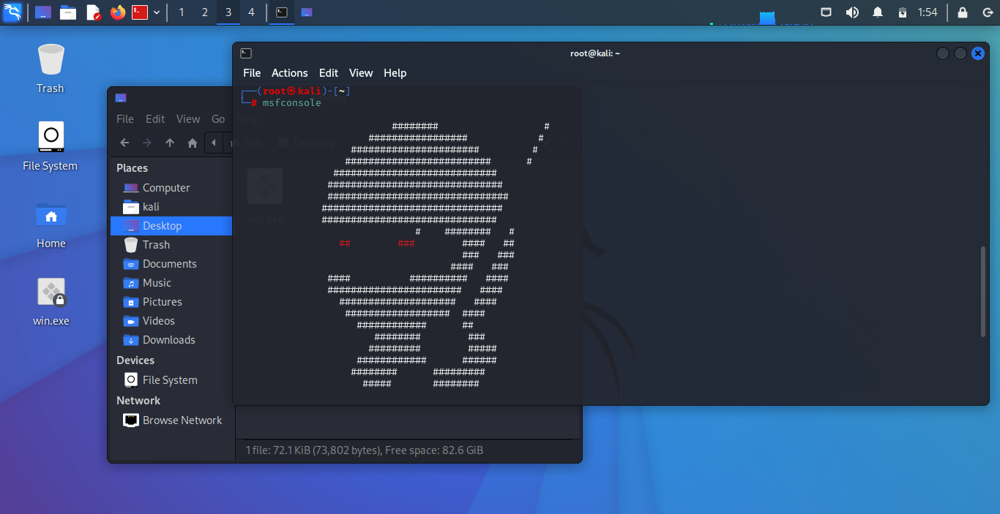 1 2 3 4 1:54
Trash
File System
Home
win.exe
File Edit View Go Help
kali Desktop
Places
Computer
kali
Desktop
Trash
Documents
Music
Pictures
Videos
Downloads
Devices
File System
Network
Browse Network
win.exe
1 file: 72.1 KiB (73,802 bytes), Free space: 82.6 GiB
root@kali: ~
File Actions Edit View Help
┌──(root㉿kali)-[~]
└─# msfconsole
########                  #
#################            #
######################         #
#########################      #
############################
##############################
###############################
###############################
##############################
#    ########   #
##        ###        ####   ##
###   ###
####   ###
####          ##########   ####
#######################   ####
####################   ####
##################  ####
############      ##
########        ###
#########        #####
############      ######
########      #########
#####       ########